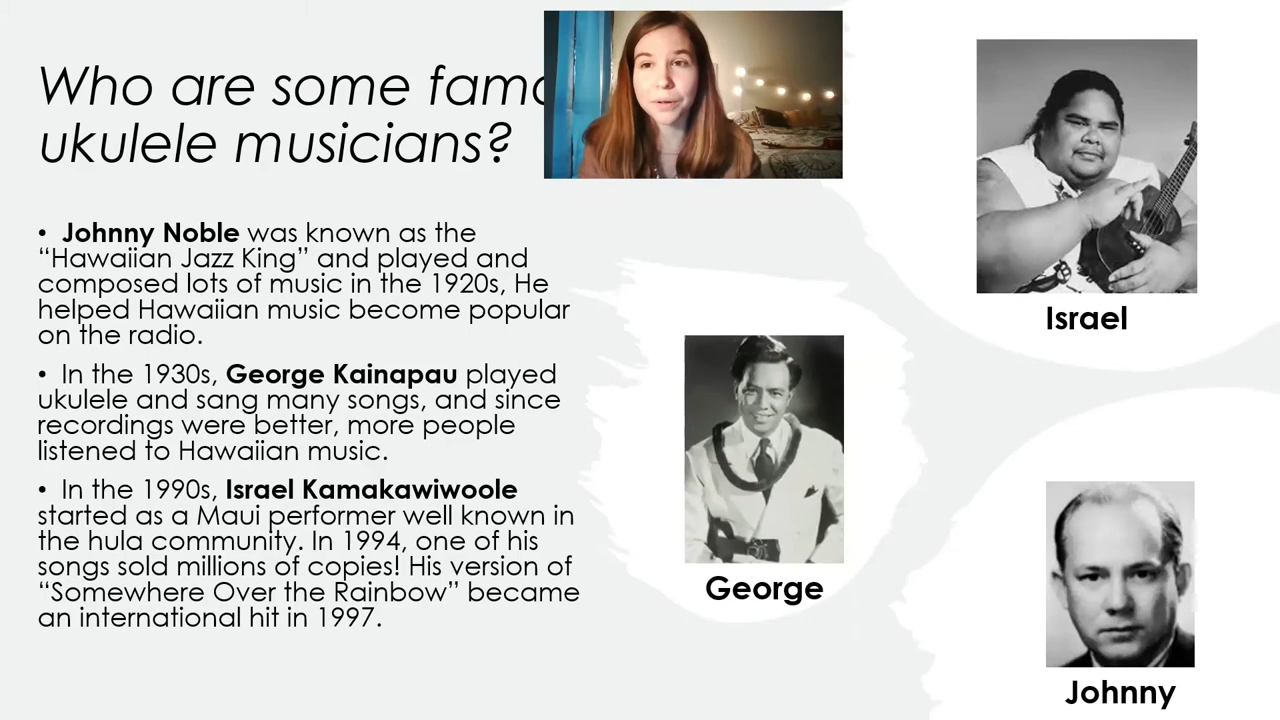 Who are some famo
ukulele musicians?
• Johnny Noble was known as the
“Hawaiian Jazz King” and played and
composed lots of music in the 1920s, He
helped Hawaiian music become popular
on the radio.
• In the 1930s, George Kainapau played
ukulele and sang many songs, and since
recordings were better, more people
listened to Hawaiian music.
• In the 1990s, Israel Kamakawiwoole
started as a Maui performer well known in
the hula community. In 1994, one of his
songs sold millions of copies! His version of
“Somewhere Over the Rainbow” became
an international hit in 1997.
Israel
George
Johnny